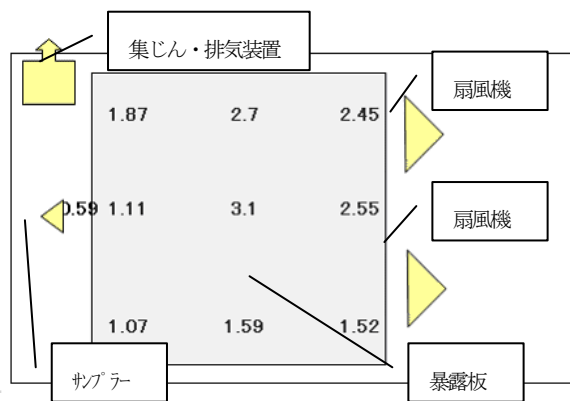 集じん・排気装置
扇風機
1.87 2.7 2.45
0.59 1.11 3.1 2.55
扇風機
1.07 1.59 1.52
サンプラー
暴露板